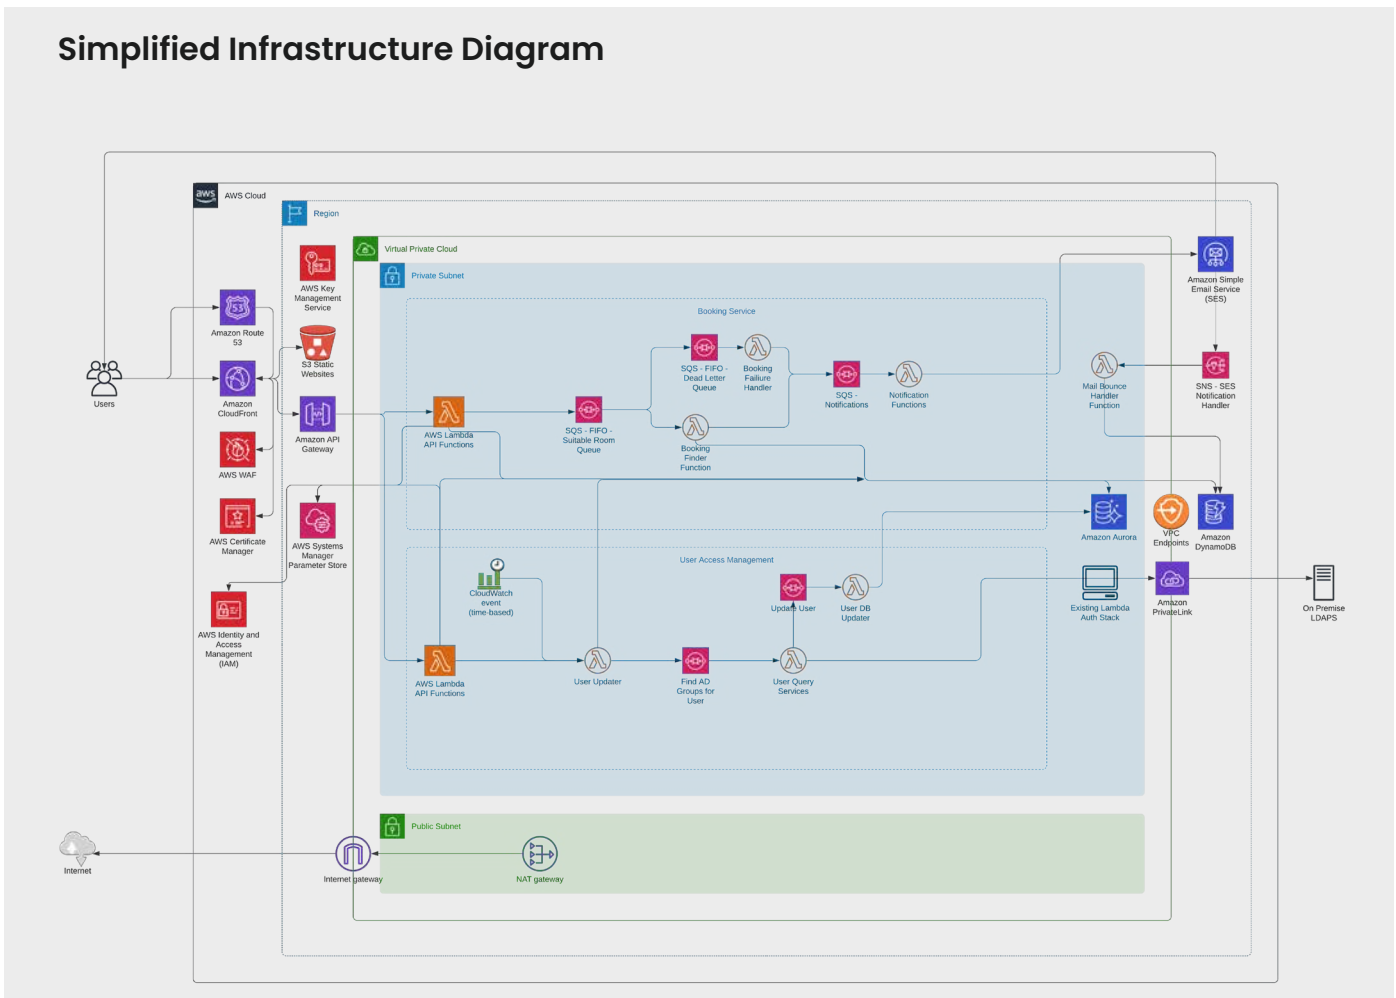 Simplified Infrastructure Diagram
aws
AWS Cloud
Region
Virtual Private Cloud
Private Subnet
AWS Key
Management
Service
53
Amazon Route
53
S3 Static
Websites
Amazon
CloudFront
Amazon API
Gateway
AWS WAF
AWS Certificate
Manager
AWS Systems
Manager
Parameter Store
AWS Identity and
Access
Management
(IAM)
Users
Booking Service
AWS Lambda
API Functions
SQS - FIFO -
Suitable Room
Queue
SQS - FIFO -
Dead Letter
Queue
Booking
Failiure
Handler
Booking
Finder
Function
SQS -
Notifications
Notification
Functions
Mail Bounce
Handler
Function
Amazon Simple
Email Service
(SES)
SNS - SES
Notification
Handler
Amazon Aurora
VPC
Endpoints
Amazon
DynamoDB
User Access Management
CloudWatch
event
(time-based)
AWS Lambda
API Functions
User Updater
Find AD
Groups for
User
User Query
Services
Update User
User DB
Updater
Existing Lambda
Auth Stack
Amazon
PrivateLink
On Premise
LDAPS
Public Subnet
Internet
Internet gateway
NAT gateway